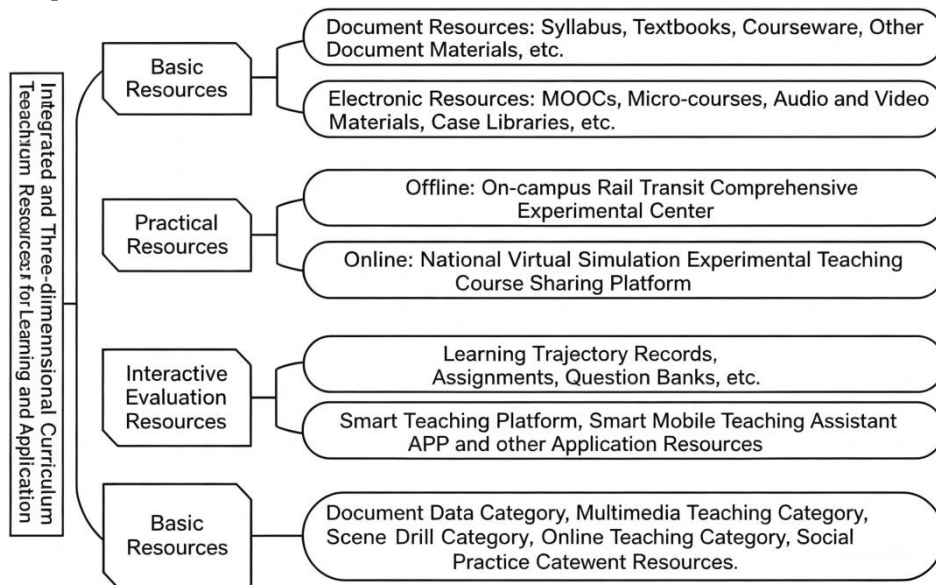 Integrated and Three-dimennsional Curriculum
Resources for Learning and Application
Basic
Resources
Document Resources: Syllabus, Textbooks, Courseware, Other
Document Materials, etc.
Electronic Resources: MOOCs, Micro-courses, Audio and Video
Materials, Case Libraries, etc.
Practical
Resources
Offline: On-campus Rail Transit Comprehensive
Experimental Center
Online: National Virtual Simulation Experimental Teaching
Course Sharing Platform
Interactive
Evaluation
Resources
Learning Trajectory Records,
Assignments, Question Banks, etc.
Smart Teaching Platform, Smart Mobile Teaching Assistant
APP and other Application Resources
Basic
Resources
Document Data Category, Multimedia Teaching Category,
Scene Drill Category, Online Teaching Category, Social
Practice Catewent Resources.